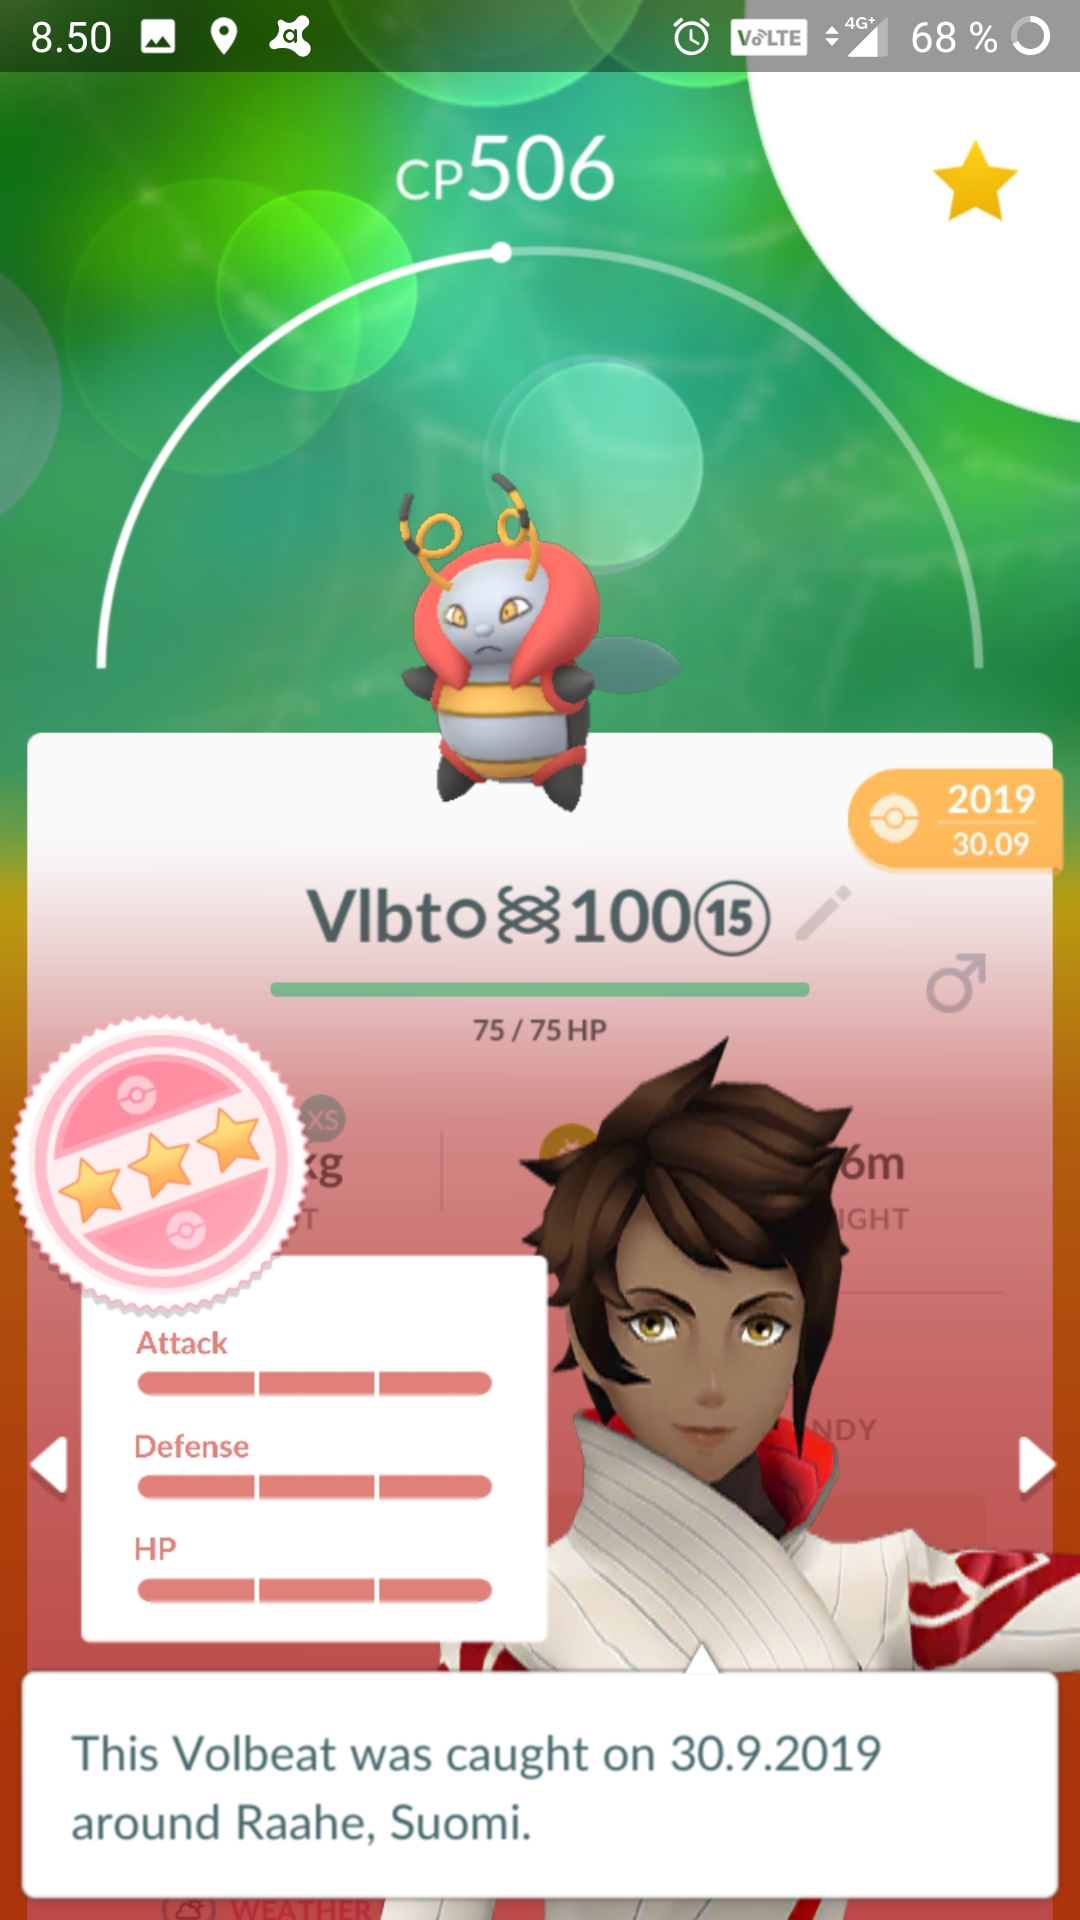 8.50 VoLTE 4G+ 68 %
CP506
2019
30.09
Vlbto 100⑮
75 / 75 HP
XS
kg
6m
IGHT
Attack
NDY
Defense
HP
This Volbeat was caught on 30.9.2019
around Raahe, Suomi.
WEATHER